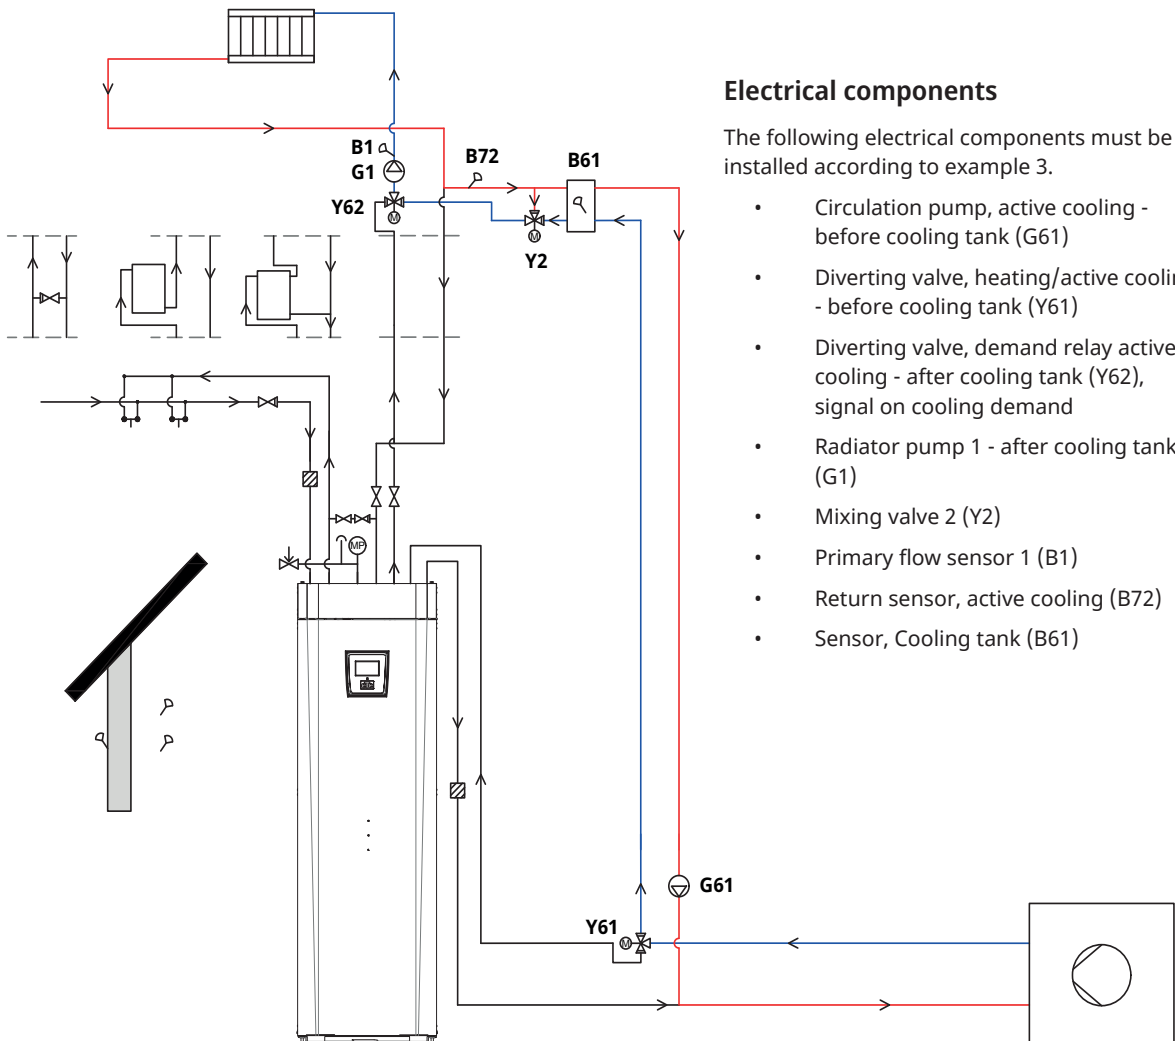 Electrical components
The following electrical components must be
installed according to example 3.
• Circulation pump, active cooling -
before cooling tank (G61)
• Diverting valve, heating/active coolin
- before cooling tank (Y61)
• Diverting valve, demand relay active
cooling - after cooling tank (Y62),
signal on cooling demand
• Radiator pump 1 - after cooling tank
(G1)
• Mixing valve 2 (Y2)
• Primary flow sensor 1 (B1)
• Return sensor, active cooling (B72)
• Sensor, Cooling tank (B61)
B1
G1
B72
B61
Y62
M
M
Y2
MP
G61
Y61
M